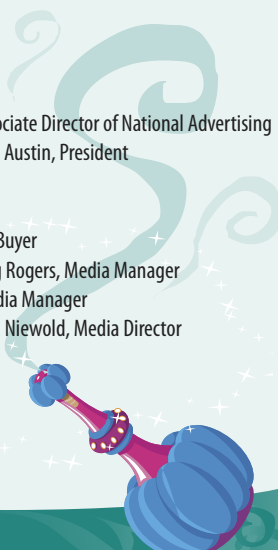 ociate Director of National Advertising
Austin, President
Buyer
g Rogers, Media Manager
dia Manager
Niewold, Media Director